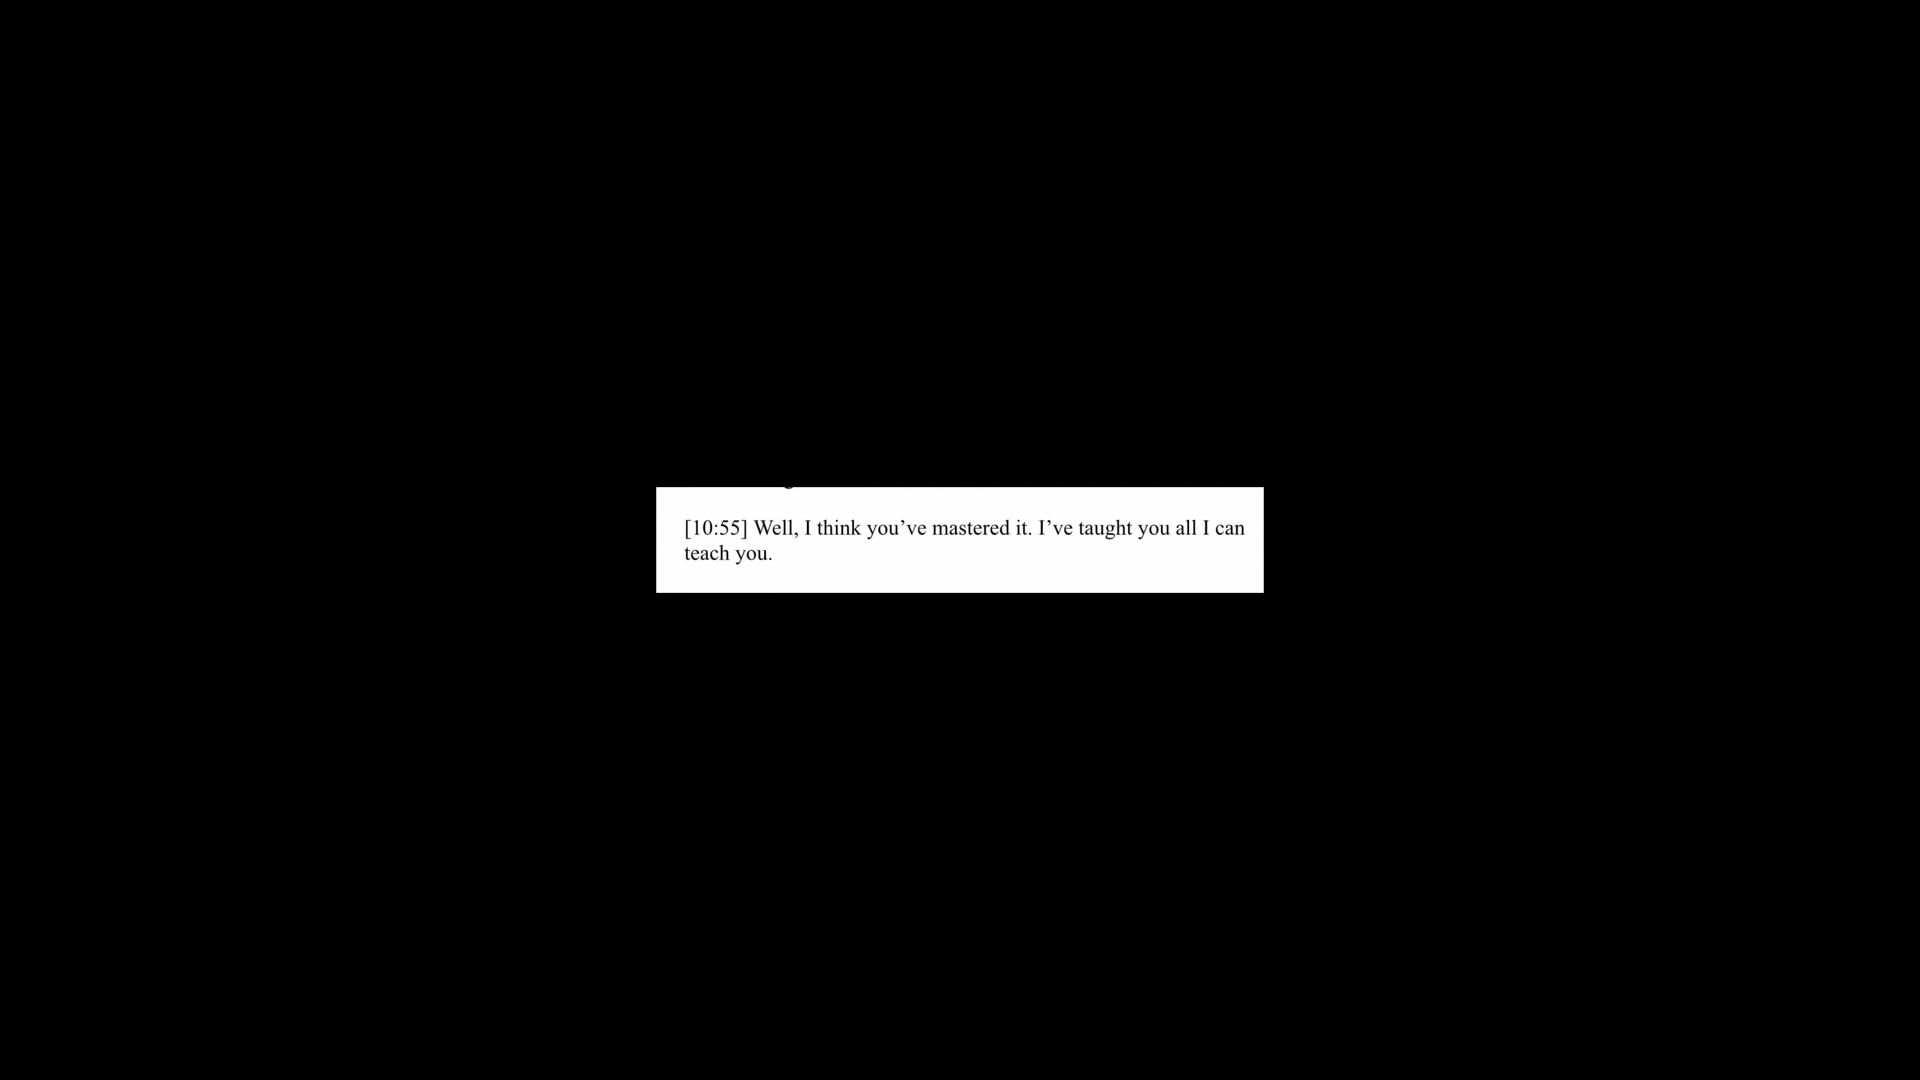 [10:55] Well, I think you’ve mastered it. I’ve taught you all I can
teach you.